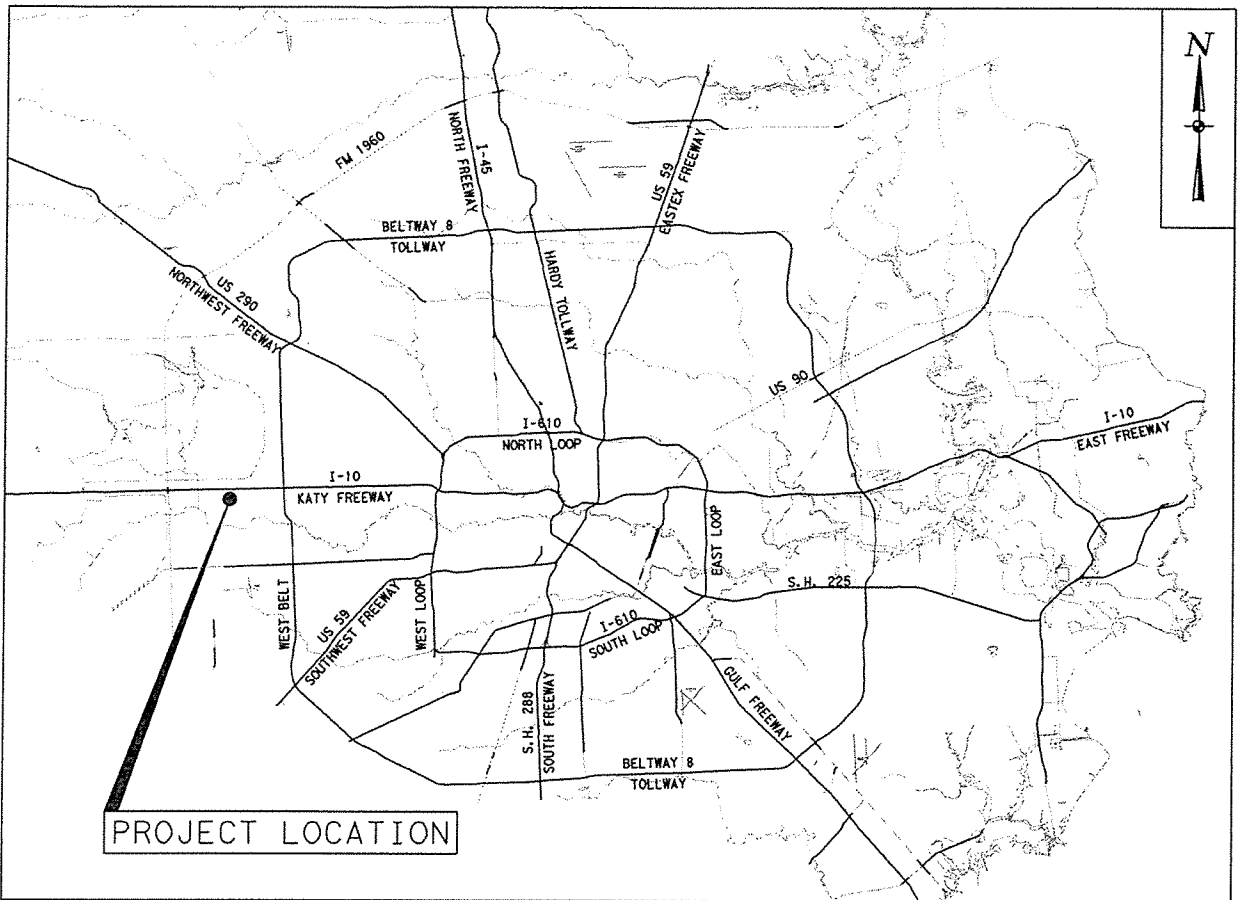 N
FM 1960
I-45
NORTH FREEWAY
US 59
EASTEX FREEWAY
BELTWAY 8
TOLLWAY
HARDY TOLLWAY
US 290
NORTHWEST FREEWAY
US 90
I-610
NORTH LOOP
I-10
EAST FREEWAY
I-10
KATY FREEWAY
EAST LOOP
S.H. 225
WEST BELT
US 59
SOUTHWEST FREEWAY
WEST LOOP
I-610
SOUTH LOOP
S.H. 288
SOUTH FREEWAY
GULF FREEWAY
BELTWAY 8
TOLLWAY
PROJECT LOCATION